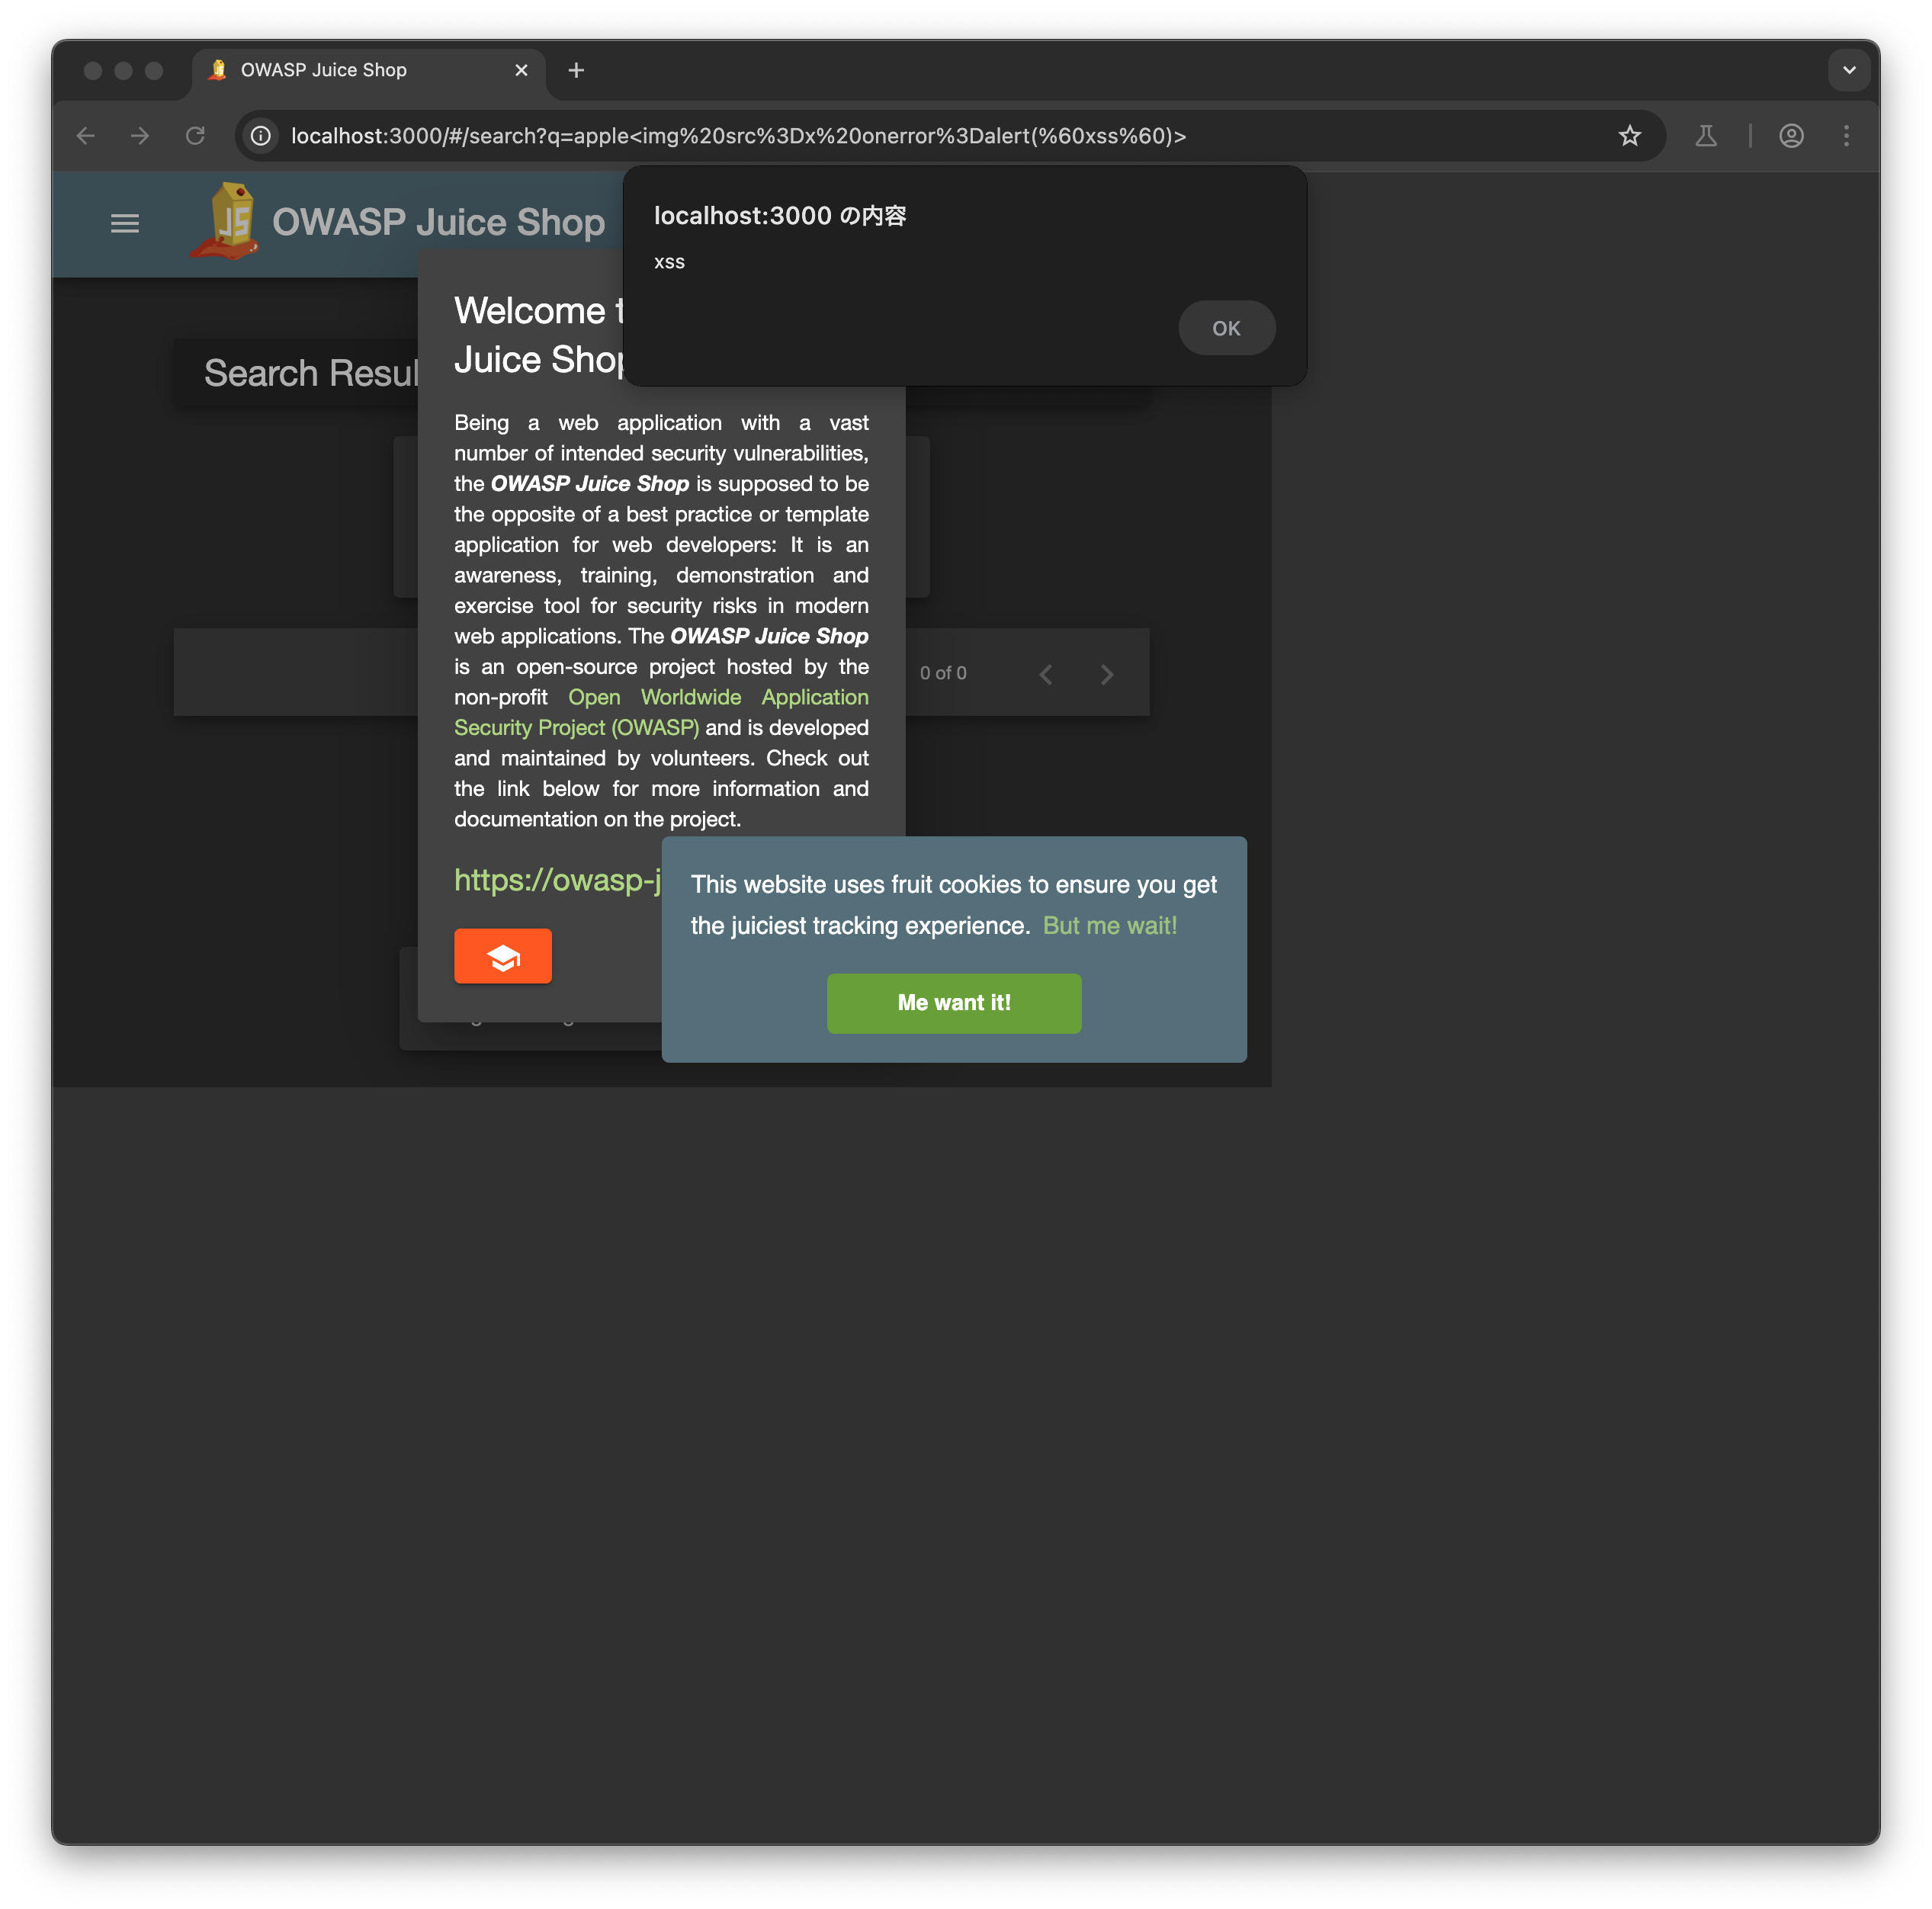 OWASP Juice Shop
localhost:3000/#/search?q=apple<img%20src%3Dx%20onerror%3Dalert(%60xss%60)>
OWASP Juice Shop
localhost:3000 の内容
xss
OK
Search Resul
Welcome t
Juice Shop
Being a web application with a vast
number of intended security vulnerabilities,
the OWASP Juice Shop is supposed to be
the opposite of a best practice or template
application for web developers: It is an
awareness, training, demonstration and
exercise tool for security risks in modern
web applications. The OWASP Juice Shop
is an open-source project hosted by the
non-profit Open Worldwide Application
Security Project (OWASP) and is developed
and maintained by volunteers. Check out
the link below for more information and
documentation on the project.
https://owasp-j
0 of 0
This website uses fruit cookies to ensure you get
the juiciest tracking experience. But me wait!
Me want it!